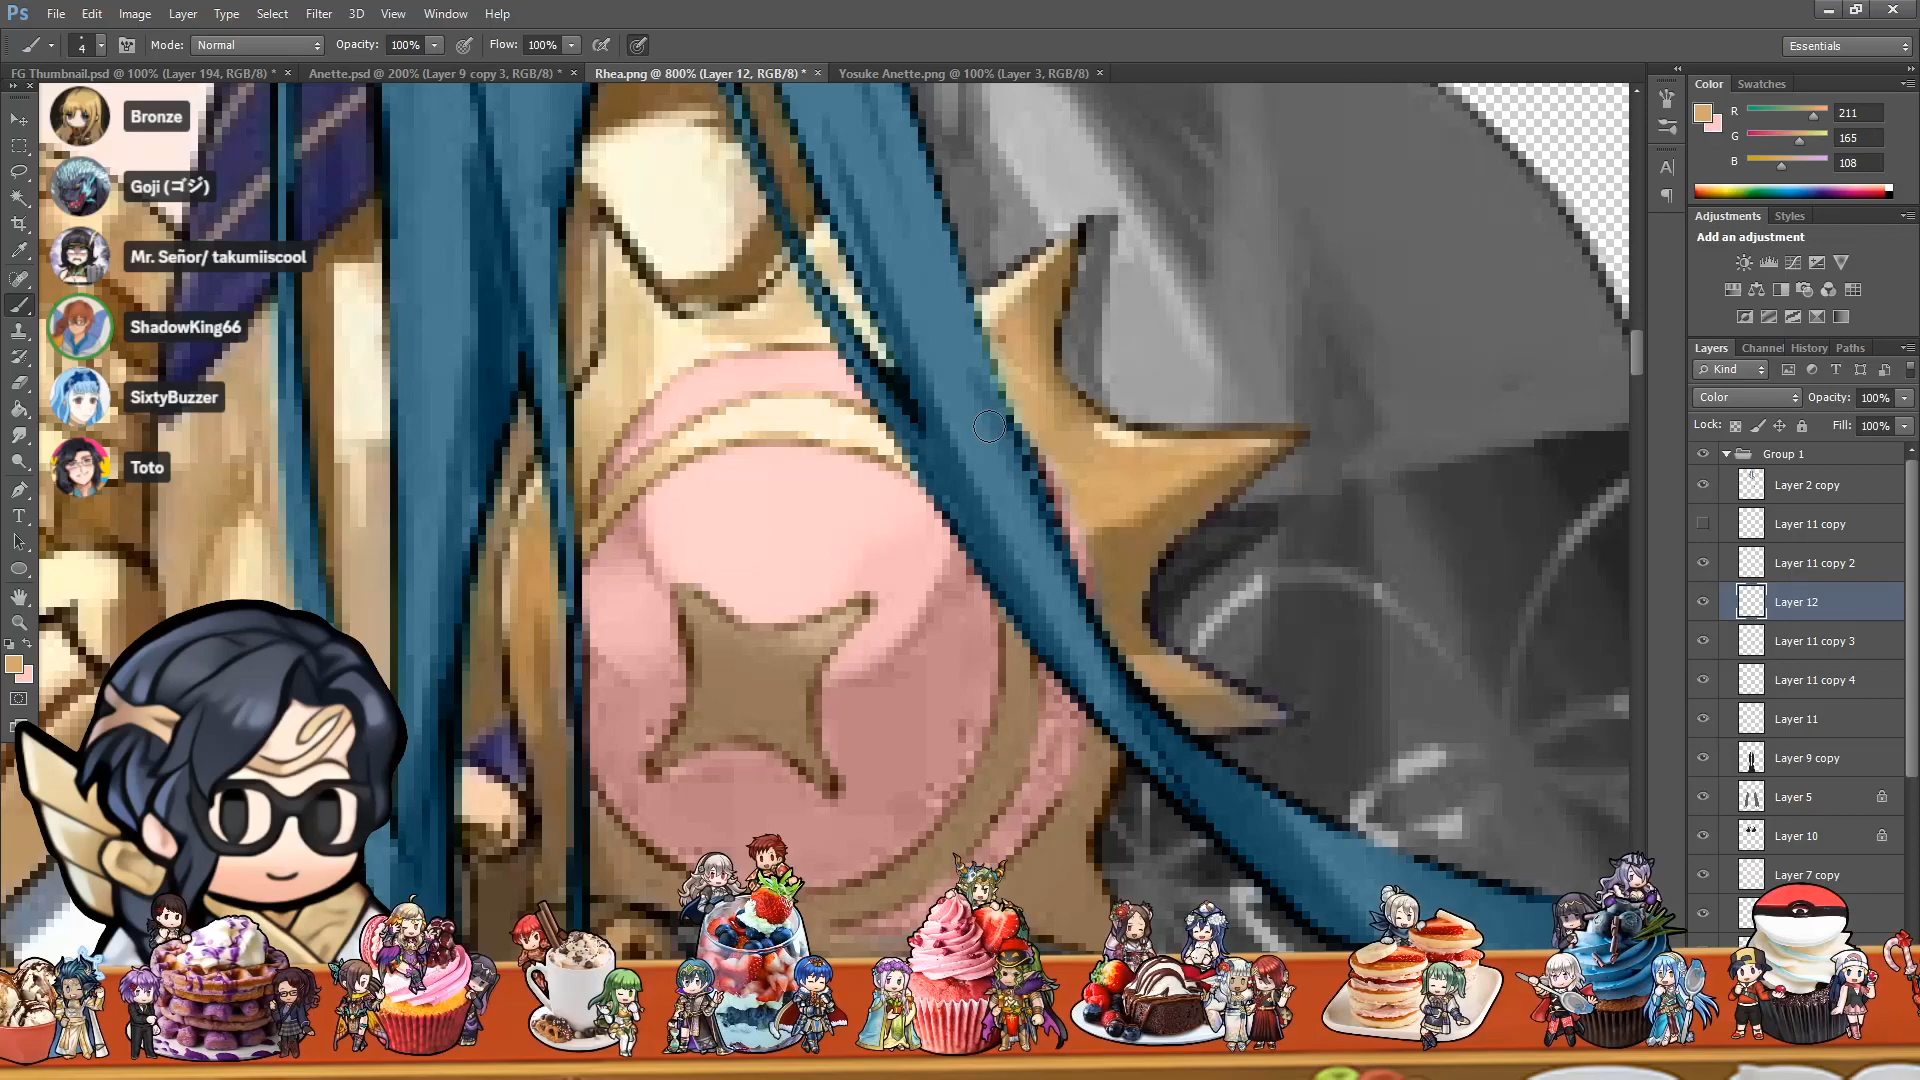 Ps File Edit Image Layer Type Select Filter 3D View Window Help
4 Mode: Normal Opacity: 100% Flow: 100% Essentials
FG Thumbnail.psd @ 100% (Layer 194, RGB/8) * × Anette.psd @ 200% (Layer 9 copy 3, RGB/8) * × Rhea.png @ 800% (Layer 12, RGB/8) * × Yosuke Anette.png @ 100% (Layer 3, RGB/8) ×
Bronze
Goji (ゴジ)
Mr. Señor/ takumiiscool
ShadowKing66
SixtyBuzzer
Toto
Color Swatches
R 211
G 165
B 108
Adjustments Styles
Add an adjustment
Layers Channel History Paths
Kind
Color Opacity: 100%
Lock: Fill: 100%
Group 1
Layer 2 copy
Layer 11 copy
Layer 11 copy 2
Layer 12
Layer 11 copy 3
Layer 11 copy 4
Layer 11
Layer 9 copy
Layer 5
Layer 10
Layer 7 copy